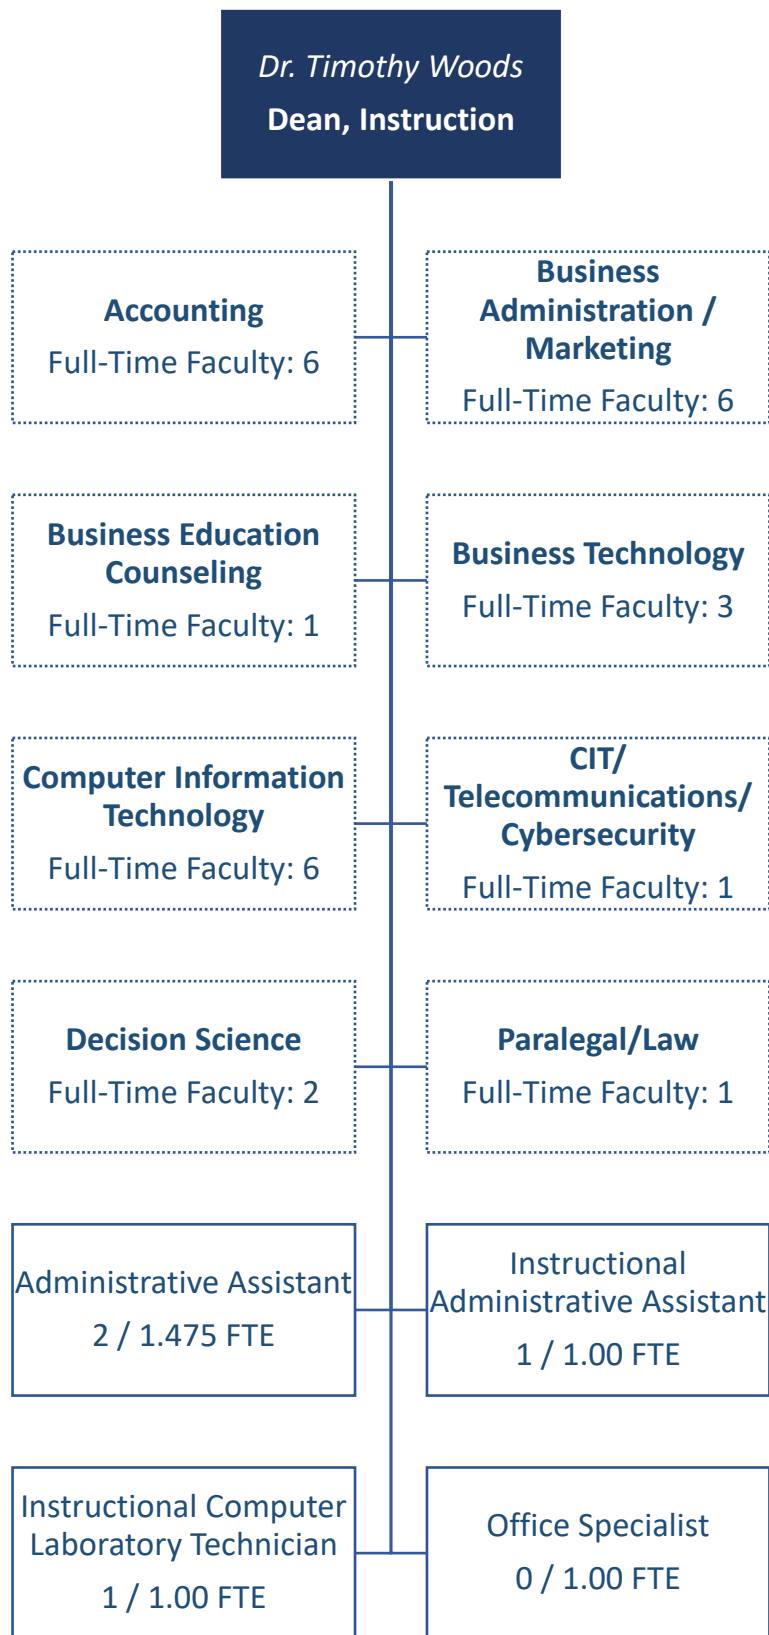 Dr. Timothy Woods
Dean, Instruction
Accounting
Full-Time Faculty: 6
Business
Administration /
Marketing
Full-Time Faculty: 6
Business Education
Counseling
Full-Time Faculty: 1
Business Technology
Full-Time Faculty: 3
Computer Information
Technology
Full-Time Faculty: 6
CIT/
Telecommunications/
Cybersecurity
Full-Time Faculty: 1
Decision Science
Full-Time Faculty: 2
Paralegal/Law
Full-Time Faculty: 1
Administrative Assistant
2 / 1.475 FTE
Instructional
Administrative Assistant
1 / 1.00 FTE
Instructional Computer
Laboratory Technician
1 / 1.00 FTE
Office Specialist
0 / 1.00 FTE